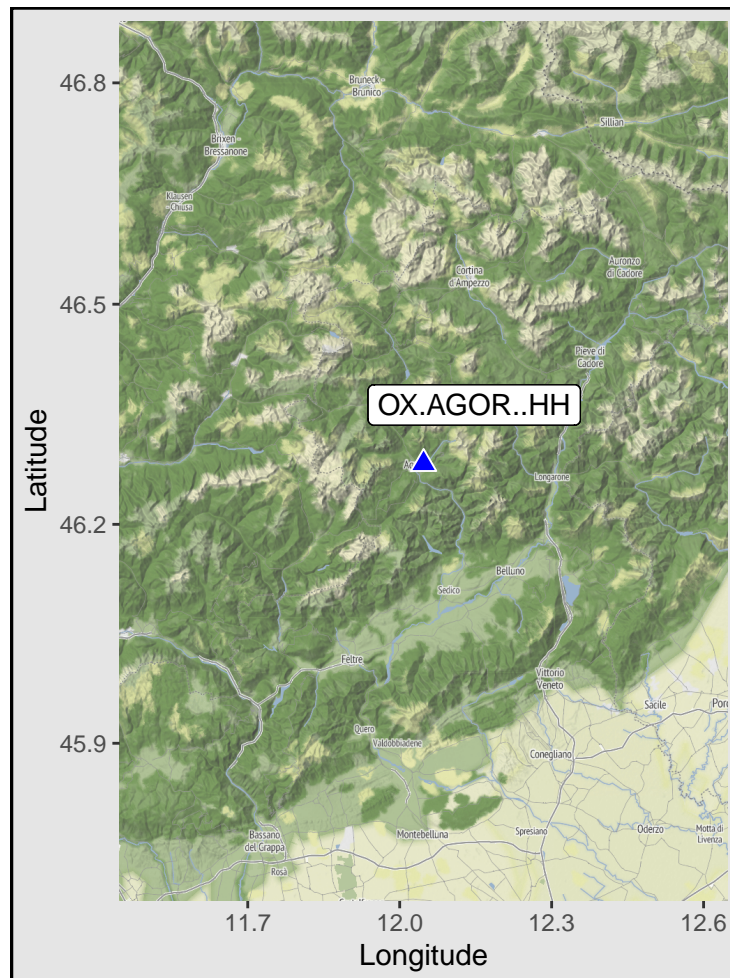 46.8
46.5
46.2
45.9
Latitude
Bruneck -
Brunico
Sillian
Brixen -
Bressanone
Klausen
- Chiusa
Auronzo
di Cadore
Cortina
d'Ampezzo
Pieve di
Cadore
OX.AGOR..HH
Longarone
Belluno
Sedico
Feltre
Vittorio
Veneto
Sacile
Quero
Valdobbiadene
Conegliano
Bassano
del Grappa
Montebelluna
Spresiano
Oderzo
Motta di
Livenza
Rosà
11.7
12.0
12.3
12.6
Longitude